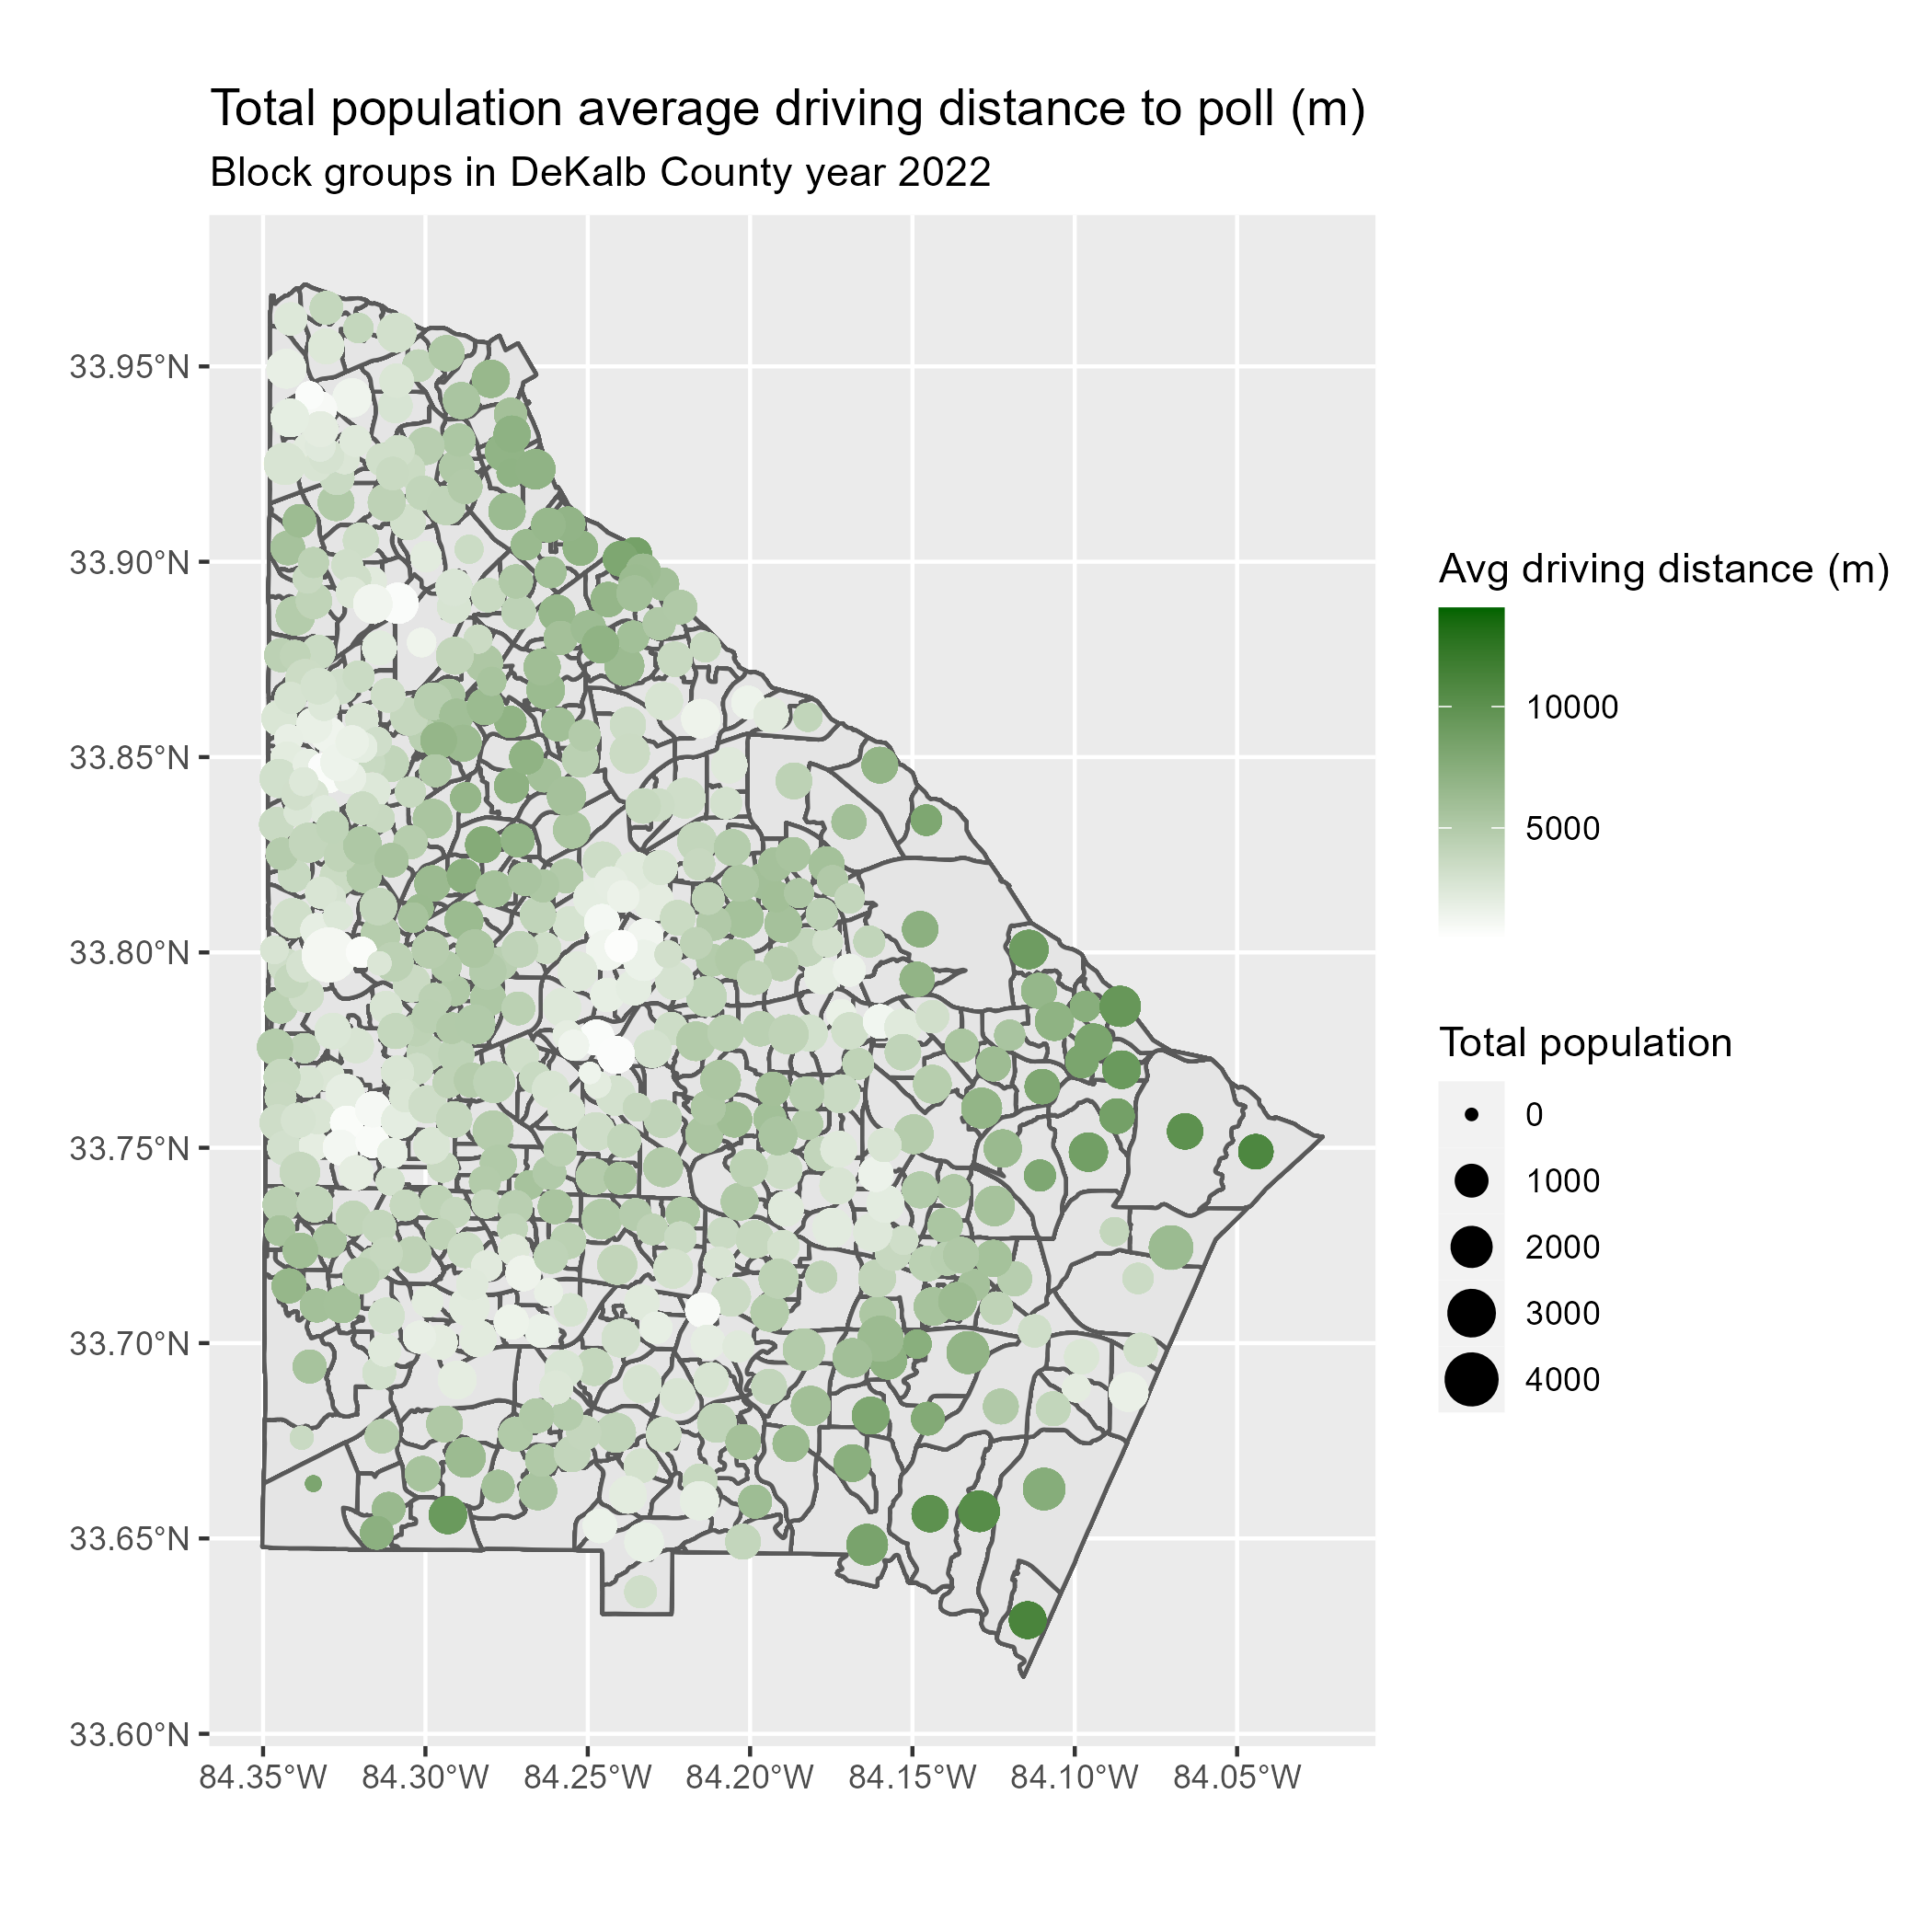 Total population average driving distance to poll (m)
Block groups in DeKalb County year 2022
33.95°N
33.90°N
33.85°N
33.80°N
33.75°N
33.70°N
33.65°N
33.60°N
84.35°W
84.30°W
84.25°W
84.20°W
84.15°W
84.10°W
84.05°W
Avg driving distance (m)
10000
5000
Total population
0
1000
2000
3000
4000